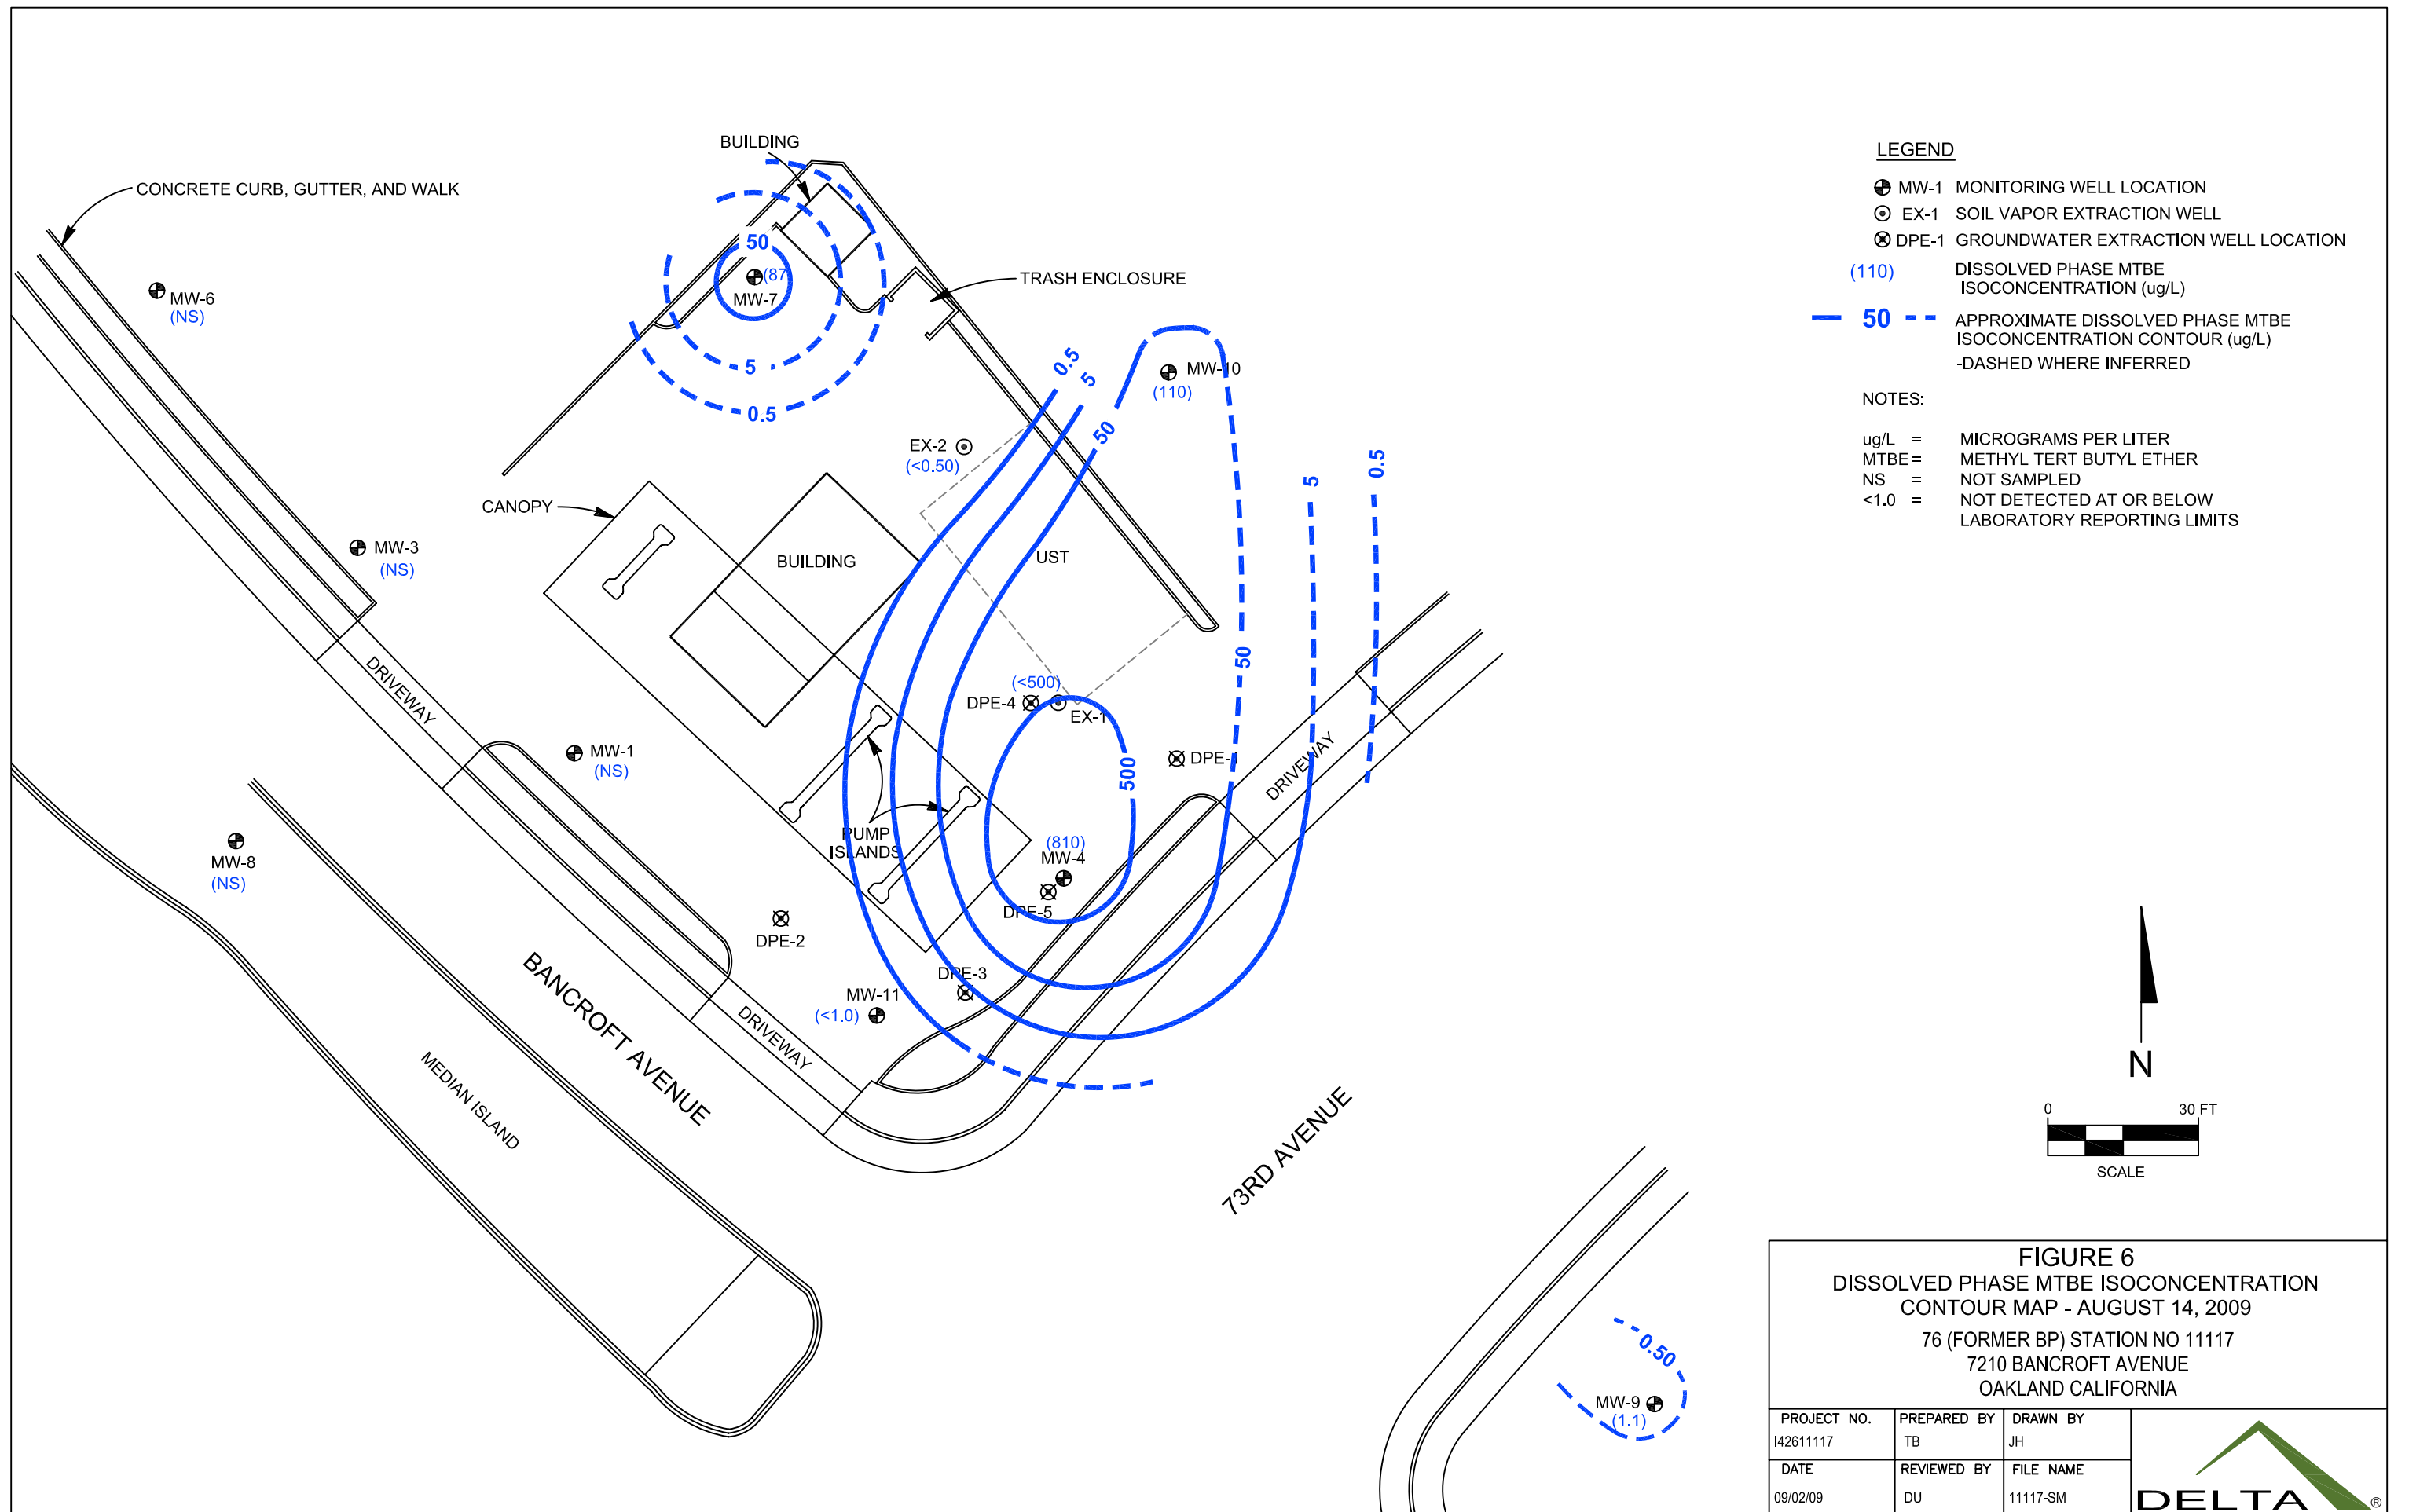 BUILDING
CONCRETE CURB, GUTTER, AND WALK
50
(87
MW-7
TRASH ENCLOSURE
MW-6
(NS)
5
0.5
0.5
5
50
MW-10
(110)
EX-2
(<0.50)
CANOPY
BUILDING
UST
5
0.5
MW-3
(NS)
50
DRIVEWAY
(<500)
DPE-4
EX-1
MW-1
(NS)
500
DPE-1
DRIVEWAY
PUMP
ISLANDS
(810)
MW-4
DPE-5
MW-8
(NS)
DPE-2
DPE-3
MW-11
(<1.0)
DRIVEWAY
BANCROFT AVENUE
MEDIAN ISLAND
73RD AVENUE
0.50
MW-9
(1.1)
LEGEND
MW-1 MONITORING WELL LOCATION
EX-1 SOIL VAPOR EXTRACTION WELL
DPE-1 GROUNDWATER EXTRACTION WELL LOCATION
(110) DISSOLVED PHASE MTBE
ISOCONCENTRATION (ug/L)
50 APPROXIMATE DISSOLVED PHASE MTBE
ISOCONCENTRATION CONTOUR (ug/L)
-DASHED WHERE INFERRED
NOTES:
ug/L = MICROGRAMS PER LITER
MTBE = METHYL TERT BUTYL ETHER
NS = NOT SAMPLED
<1.0 = NOT DETECTED AT OR BELOW
LABORATORY REPORTING LIMITS
N
0 30 FT
SCALE
FIGURE 6
DISSOLVED PHASE MTBE ISOCONCENTRATION
CONTOUR MAP - AUGUST 14, 2009
76 (FORMER BP) STATION NO 11117
7210 BANCROFT AVENUE
OAKLAND CALIFORNIA
PROJECT NO. PREPARED BY DRAWN BY
I42611117 TB JH
DATE REVIEWED BY FILE NAME
09/02/09 DU 11117-SM
DELTA ®